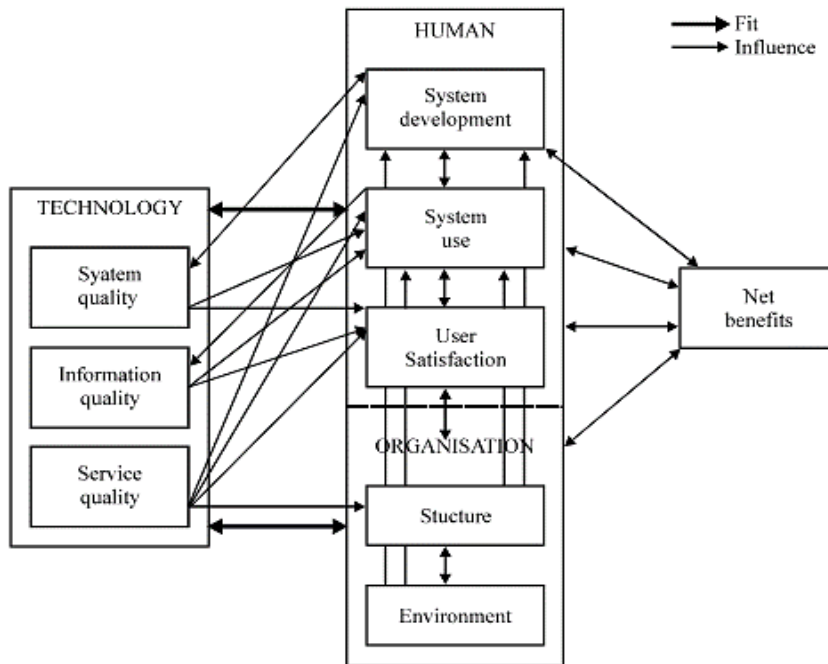 HUMAN
Fit
Influence
System
development
TECHNOLOGY
System
use
Syatem
quality
Net
benefits
User
Satisfaction
Information
quality
ORGANISATION
Service
quality
Stucture
Environment